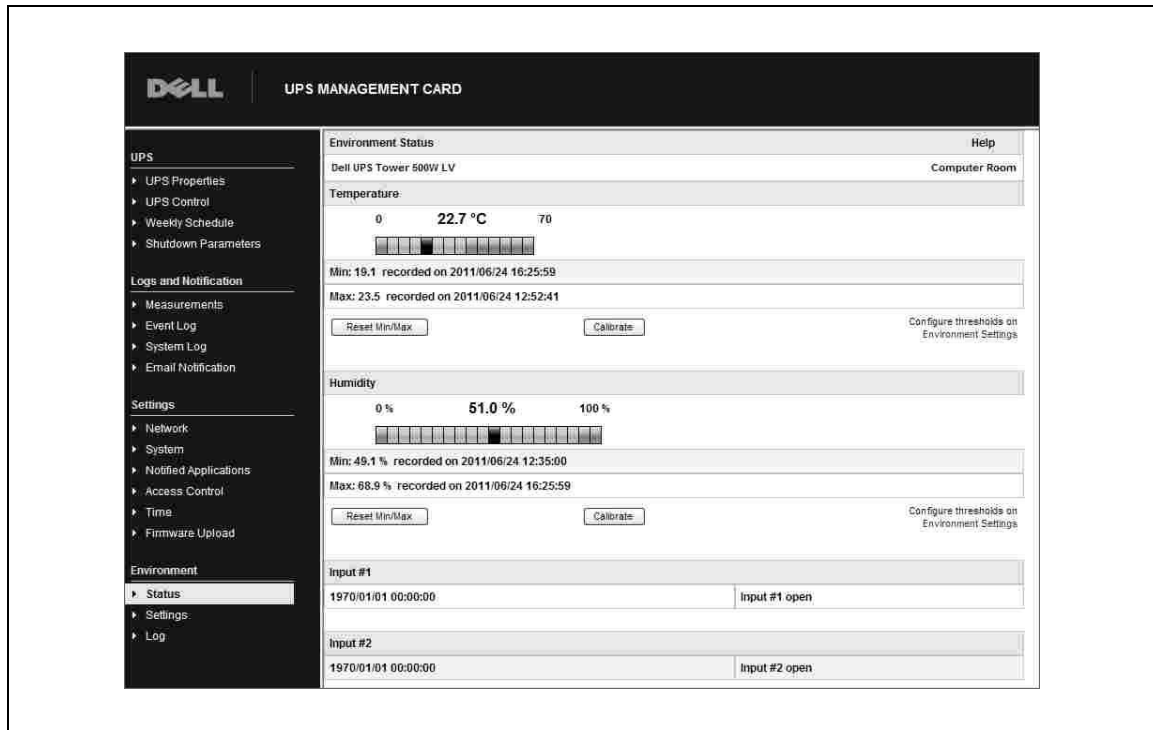 DELL
UPS MANAGEMENT CARD
UPS
UPS Properties
UPS Control
Weekly Schedule
Shutdown Parameters
Logs and Notification
Measurements
Event Log
System Log
Email Notification
Settings
Network
System
Notified Applications
Access Control
Time
Firmware Upload
Environment
Status
Settings
Log
Environment Status Help
Dell UPS Tower 500W LV Computer Room
Temperature
0 22.7 °C 70
Min: 19.1 recorded on 2011/06/24 16:25:59
Max: 23.5 recorded on 2011/06/24 12:52:41
Reset Min/Max Calibrate Configure thresholds on
Environment Settings
Humidity
0 % 51.0 % 100 %
Min: 49.1 % recorded on 2011/06/24 12:35:00
Max: 68.9 % recorded on 2011/06/24 16:25:59
Reset Min/Max Calibrate Configure thresholds on
Environment Settings
Input #1
1970/01/01 00:00:00 Input #1 open
Input #2
1970/01/01 00:00:00 Input #2 open